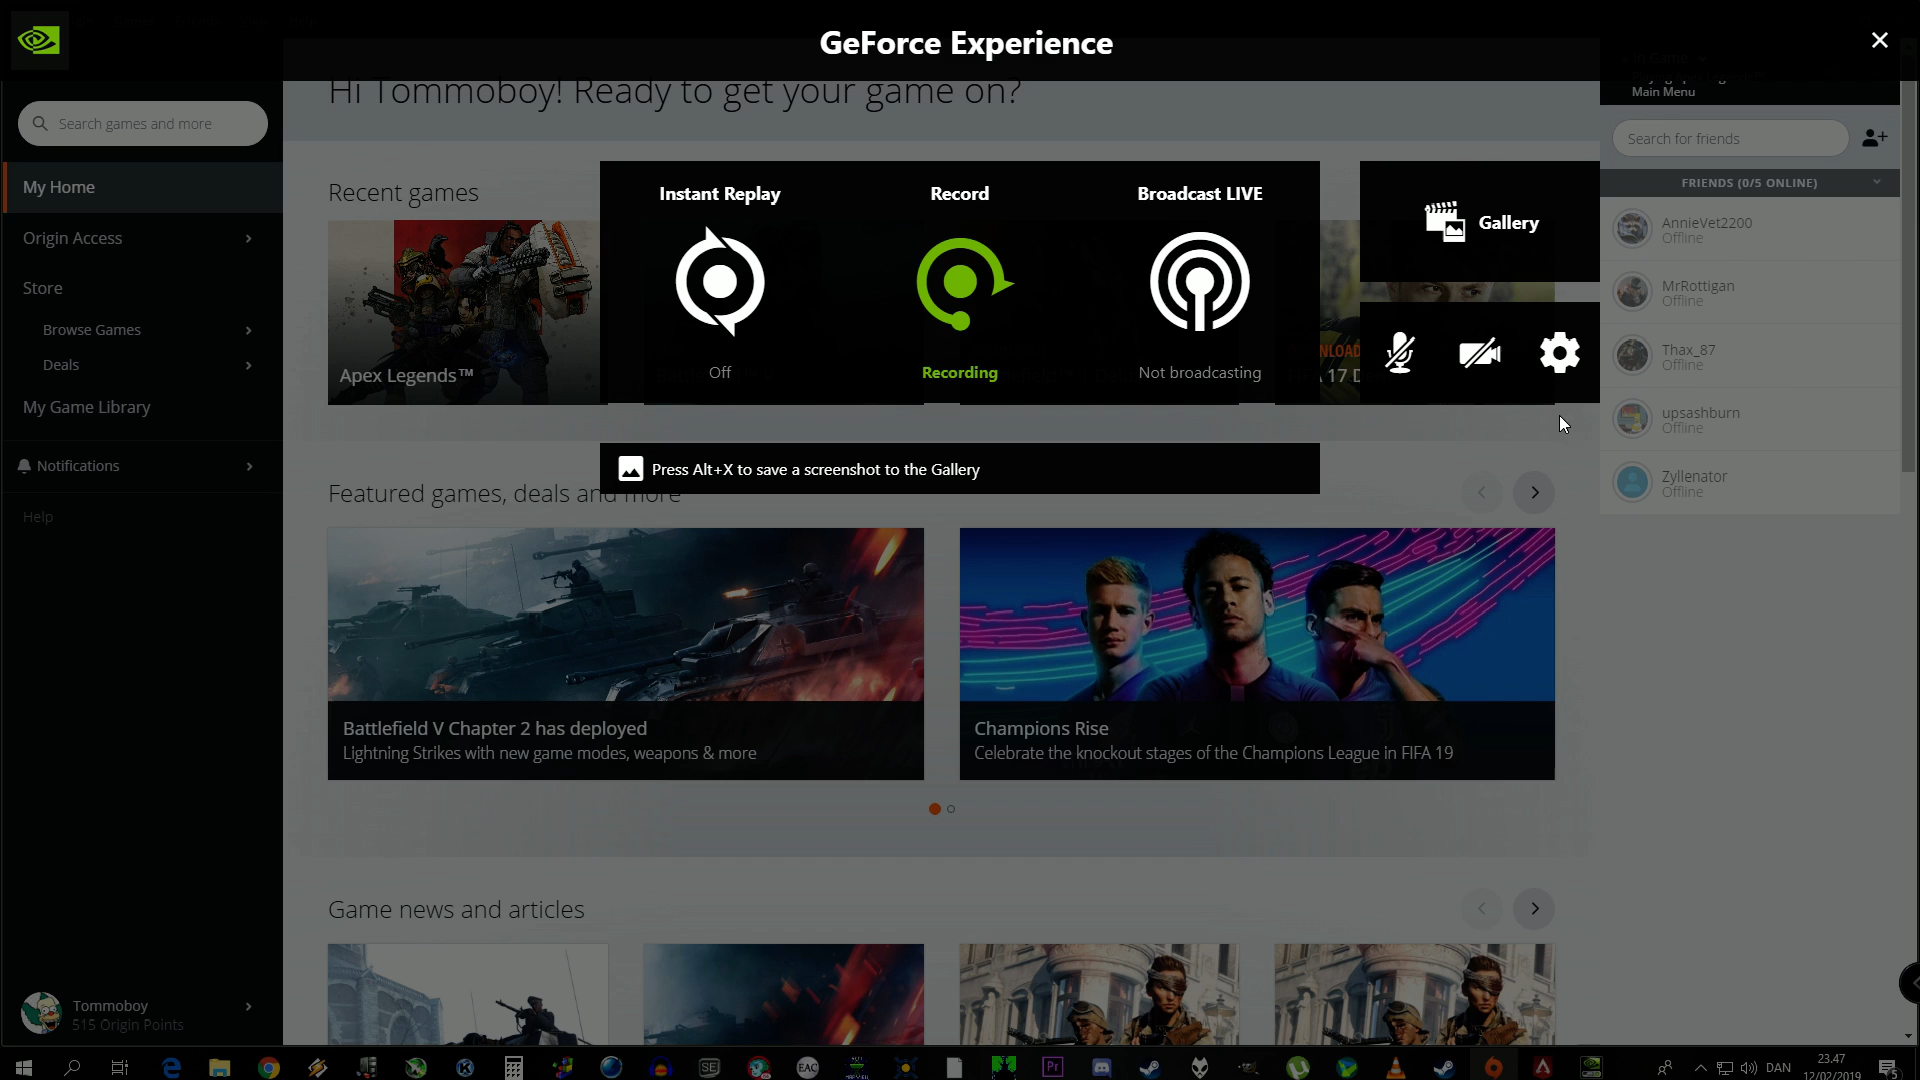 GeForce Experience
Hi Tommoboy! Ready to get your game on?
Main Menu
Search games and more
Search for friends
My Home
Recent games
Instant Replay
Record
Broadcast LIVE
Gallery
FRIENDS (0/5 ONLINE)
Origin Access
AnnieVet2200
Offline
Store
MrRottigan
Offline
Browse Games
Deals
Thax_87
Offline
Apex Legends™
Off
Recording
Not broadcasting
My Game Library
upsashburn
Offline
Notifications
Press Alt+X to save a screenshot to the Gallery
Featured games, deals and more
Zyllenator
Offline
Help
Battlefield V Chapter 2 has deployed
Lightning Strikes with new game modes, weapons & more
Champions Rise
Celebrate the knockout stages of the Champions League in FIFA 19
Game news and articles
Tommoboy
515 Origin Points
SE
EAC
Pr
DAN
23.47
12/02/2019
5